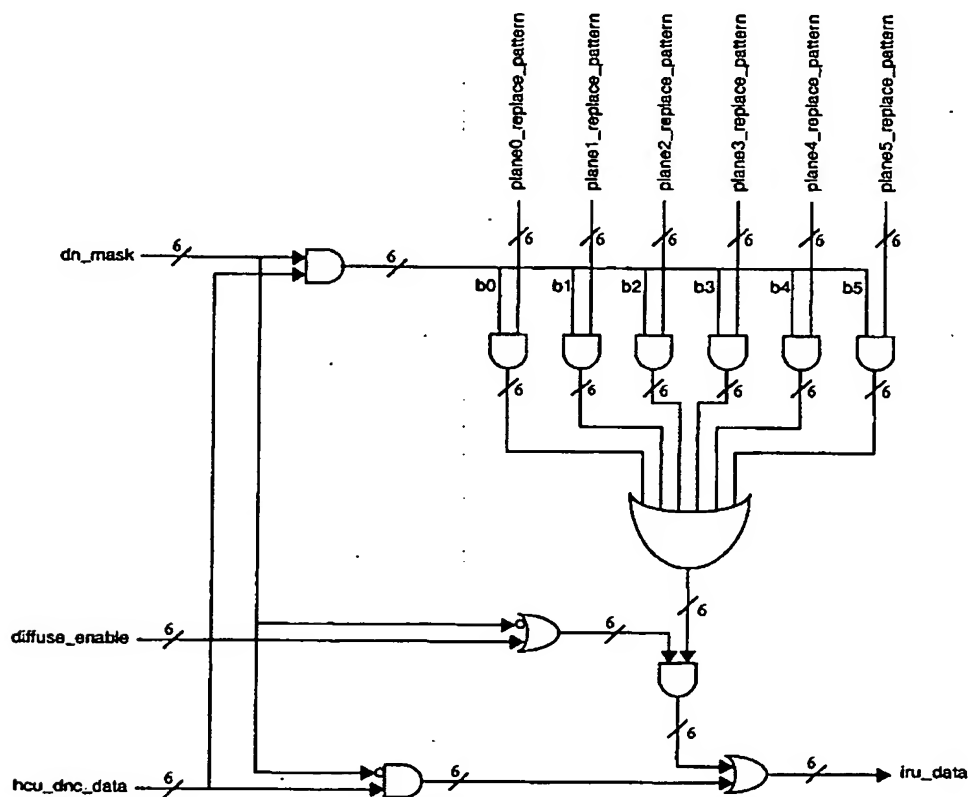 plane0_replace_pattern
plane1_replace_pattern
plane2_replace_pattern
plane3_replace_pattern
plane4_replace_pattern
plane5_replace_pattern
6 6 6 6 6 6
dn_mask 6 6
b0 b1 b2 b3 b4 b5
6 6 6 6 6 6
6
diffuse_enable 6 6
6
hcu_dnc_data 6 6 6 iru_data